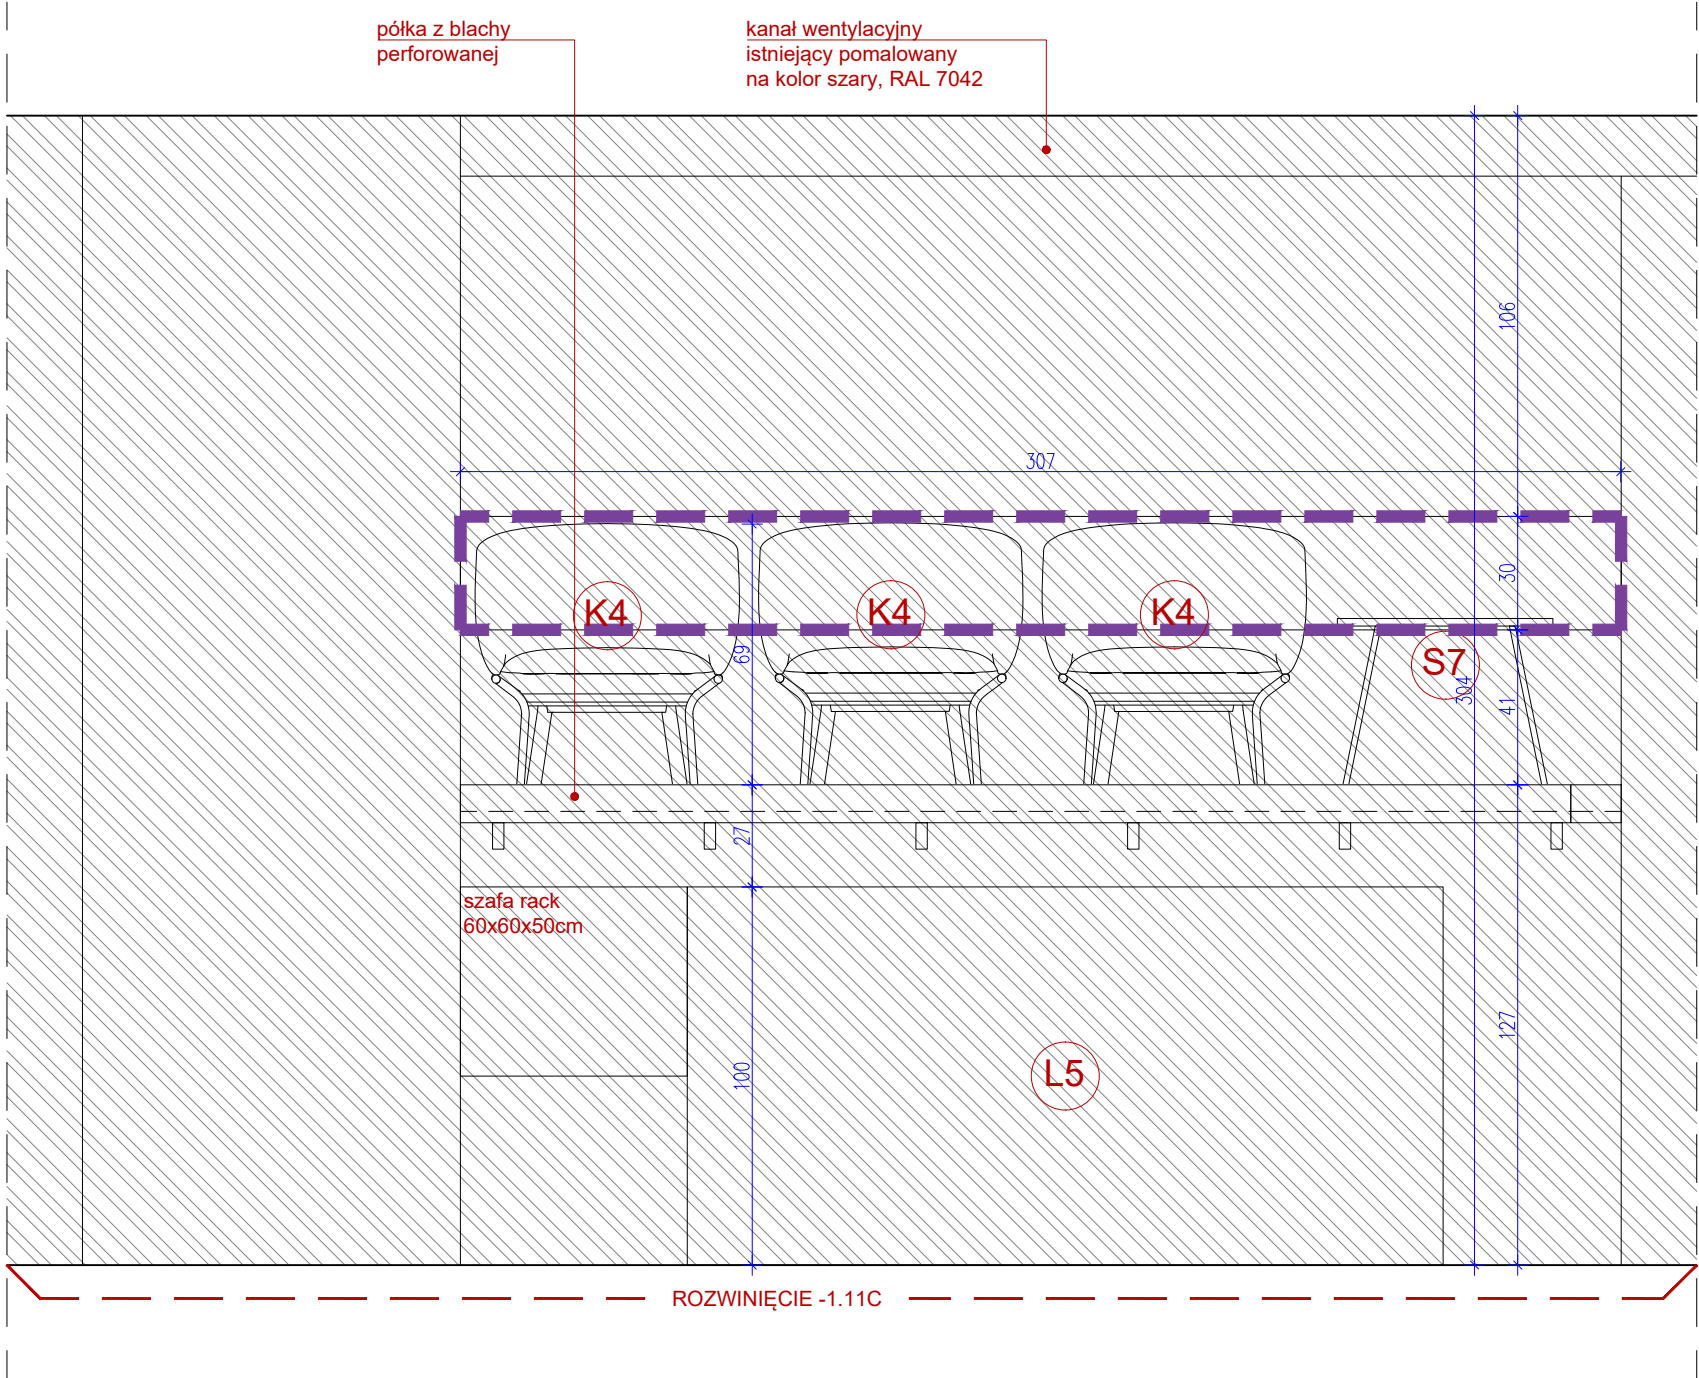 półka z blachy
perforowanej
kanał wentylacyjny
istniejący pomalowany
na kolor szary, RAL 7042
106
307
30
K4
K4
K4
69
S7
304
41
27
szafa rack
60x60x50cm
127
100
L5
ROZWINIĘCIE -1.11C